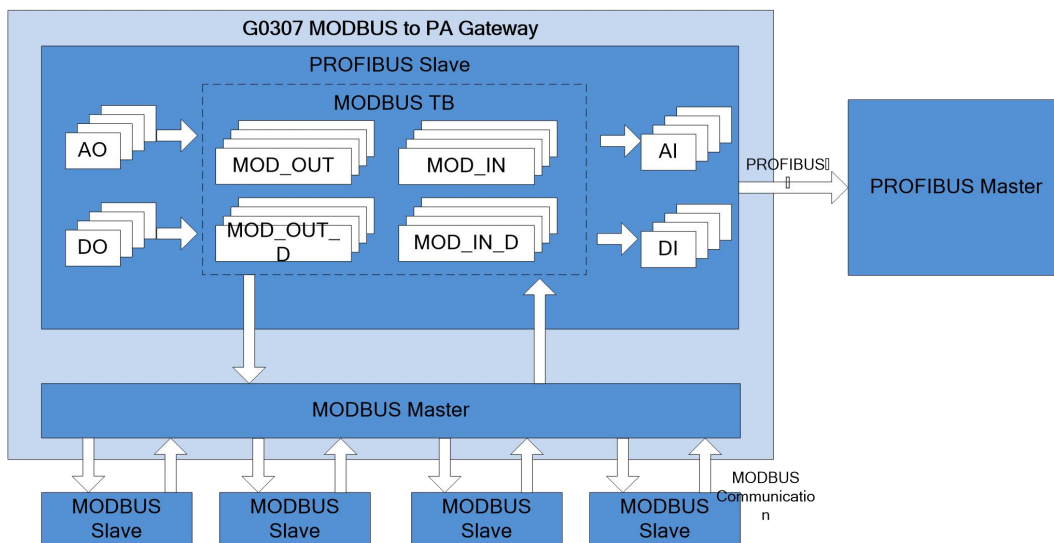 G0307 MODBUS to PA Gateway
PROFIBUS Slave
MODBUS TB
AO
MOD_OUT
MOD_IN
AI
DO
MOD_OUT_
D
MOD_IN_D
DI
PROFIBUS
PROFIBUS Master
MODBUS Master
MODBUS
Slave
MODBUS
Slave
MODBUS
Slave
MODBUS
Slave
MODBUS
Communicatio
n